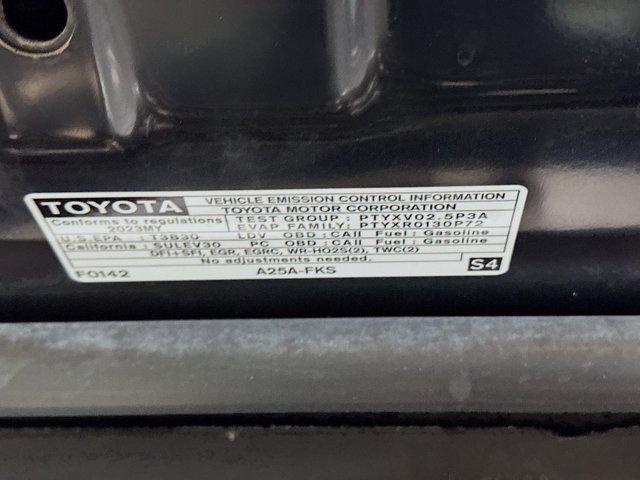 TOYOTA VEHICLE EMISSION CONTROL INFORMATION
TOYOTA MOTOR CORPORATION
Conforms to regulations TEST GROUP : PTYXV02.5P3A
2023MY EVAP FAMILY: PTYXR0130P72
U.S.EPA : T3B30 LDV OBD : CAII Fuel : Gasoline
California : SULEV30 PC OBD : CAII Fuel : Gasoline
DFI+SFI, EGR, EGRC, WR-HO2S(2), TWC(2)
No adjustments needed.
F0142 A25A-FKS S4